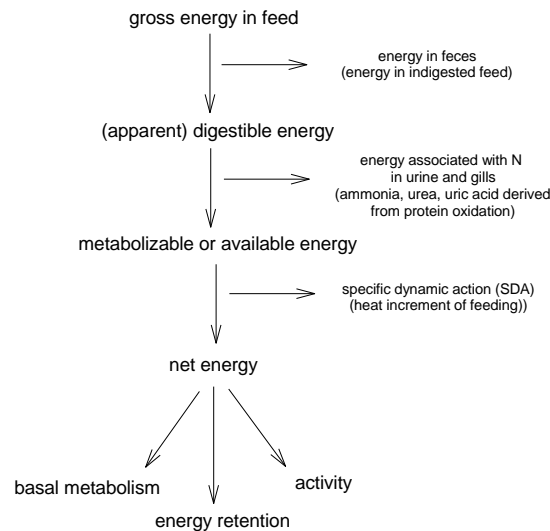 gross energy in feed
energy in feces
(energy in indigested feed)
(apparent) digestible energy
energy associated with N
in urine and gills
(ammonia, urea, uric acid derived
from protein oxidation)
metabolizable or available energy
specific dynamic action (SDA)
(heat increment of feeding))
net energy
basal metabolism
activity
energy retention